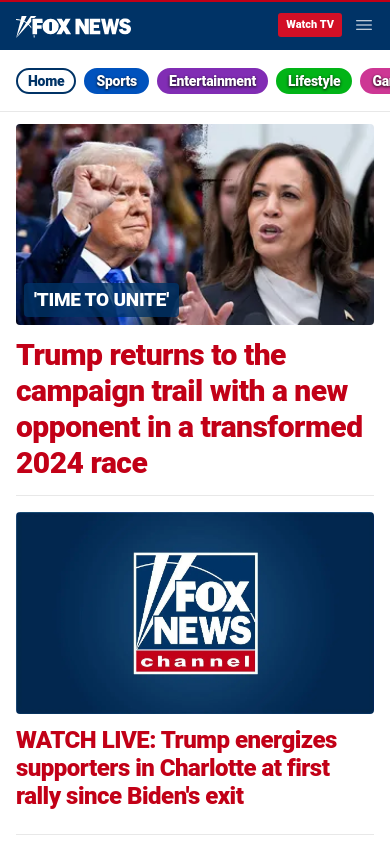 FOX NEWS
Watch TV
Home
Sports
Entertainment
Lifestyle
Ga
'TIME TO UNITE'
Trump returns to the
campaign trail with a new
opponent in a transformed
2024 race
FOX
NEWS
channel
WATCH LIVE: Trump energizes
supporters in Charlotte at first
rally since Biden's exit